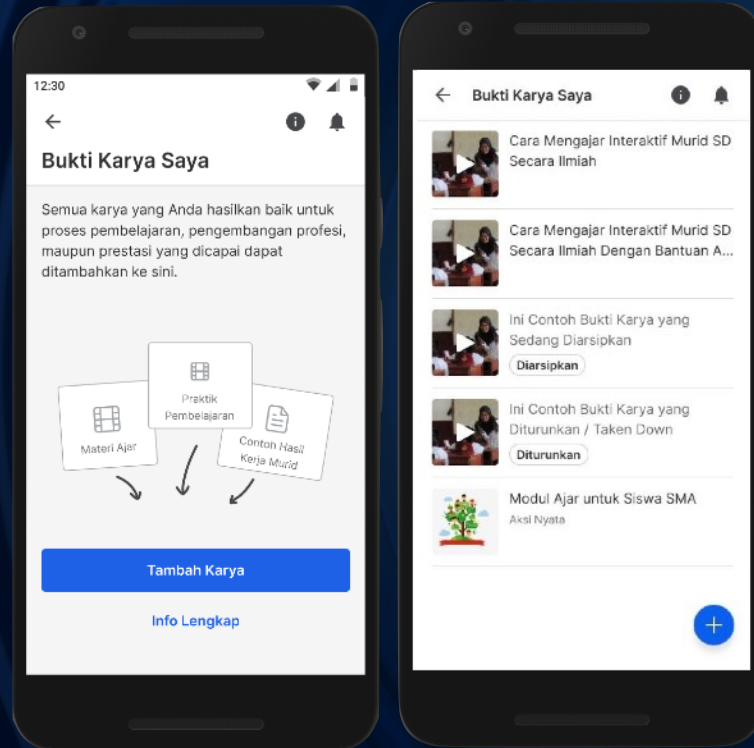 12:30
Bukti Karya Saya
Semua karya yang Anda hasilkan baik untuk
proses pembelajaran, pengembangan profesi,
maupun prestasi yang dicapai dapat
ditambahkan ke sini.
Materi Ajar
Praktik
Pembelajaran
Contoh Hasil
Kerja Murid
Tambah Karya
Info Lengkap
Bukti Karya Saya
Cara Mengajar Interaktif Murid SD
Secara Ilmiah
Cara Mengajar Interaktif Murid SD
Secara Ilmiah Dengan Bantuan A...
Ini Contoh Bukti Karya yang
Sedang Diarsipkan
Diarsipkan
Ini Contoh Bukti Karya yang
Diturunkan / Taken Down
Diturunkan
Modul Ajar untuk Siswa SMA
Aksi Nyata